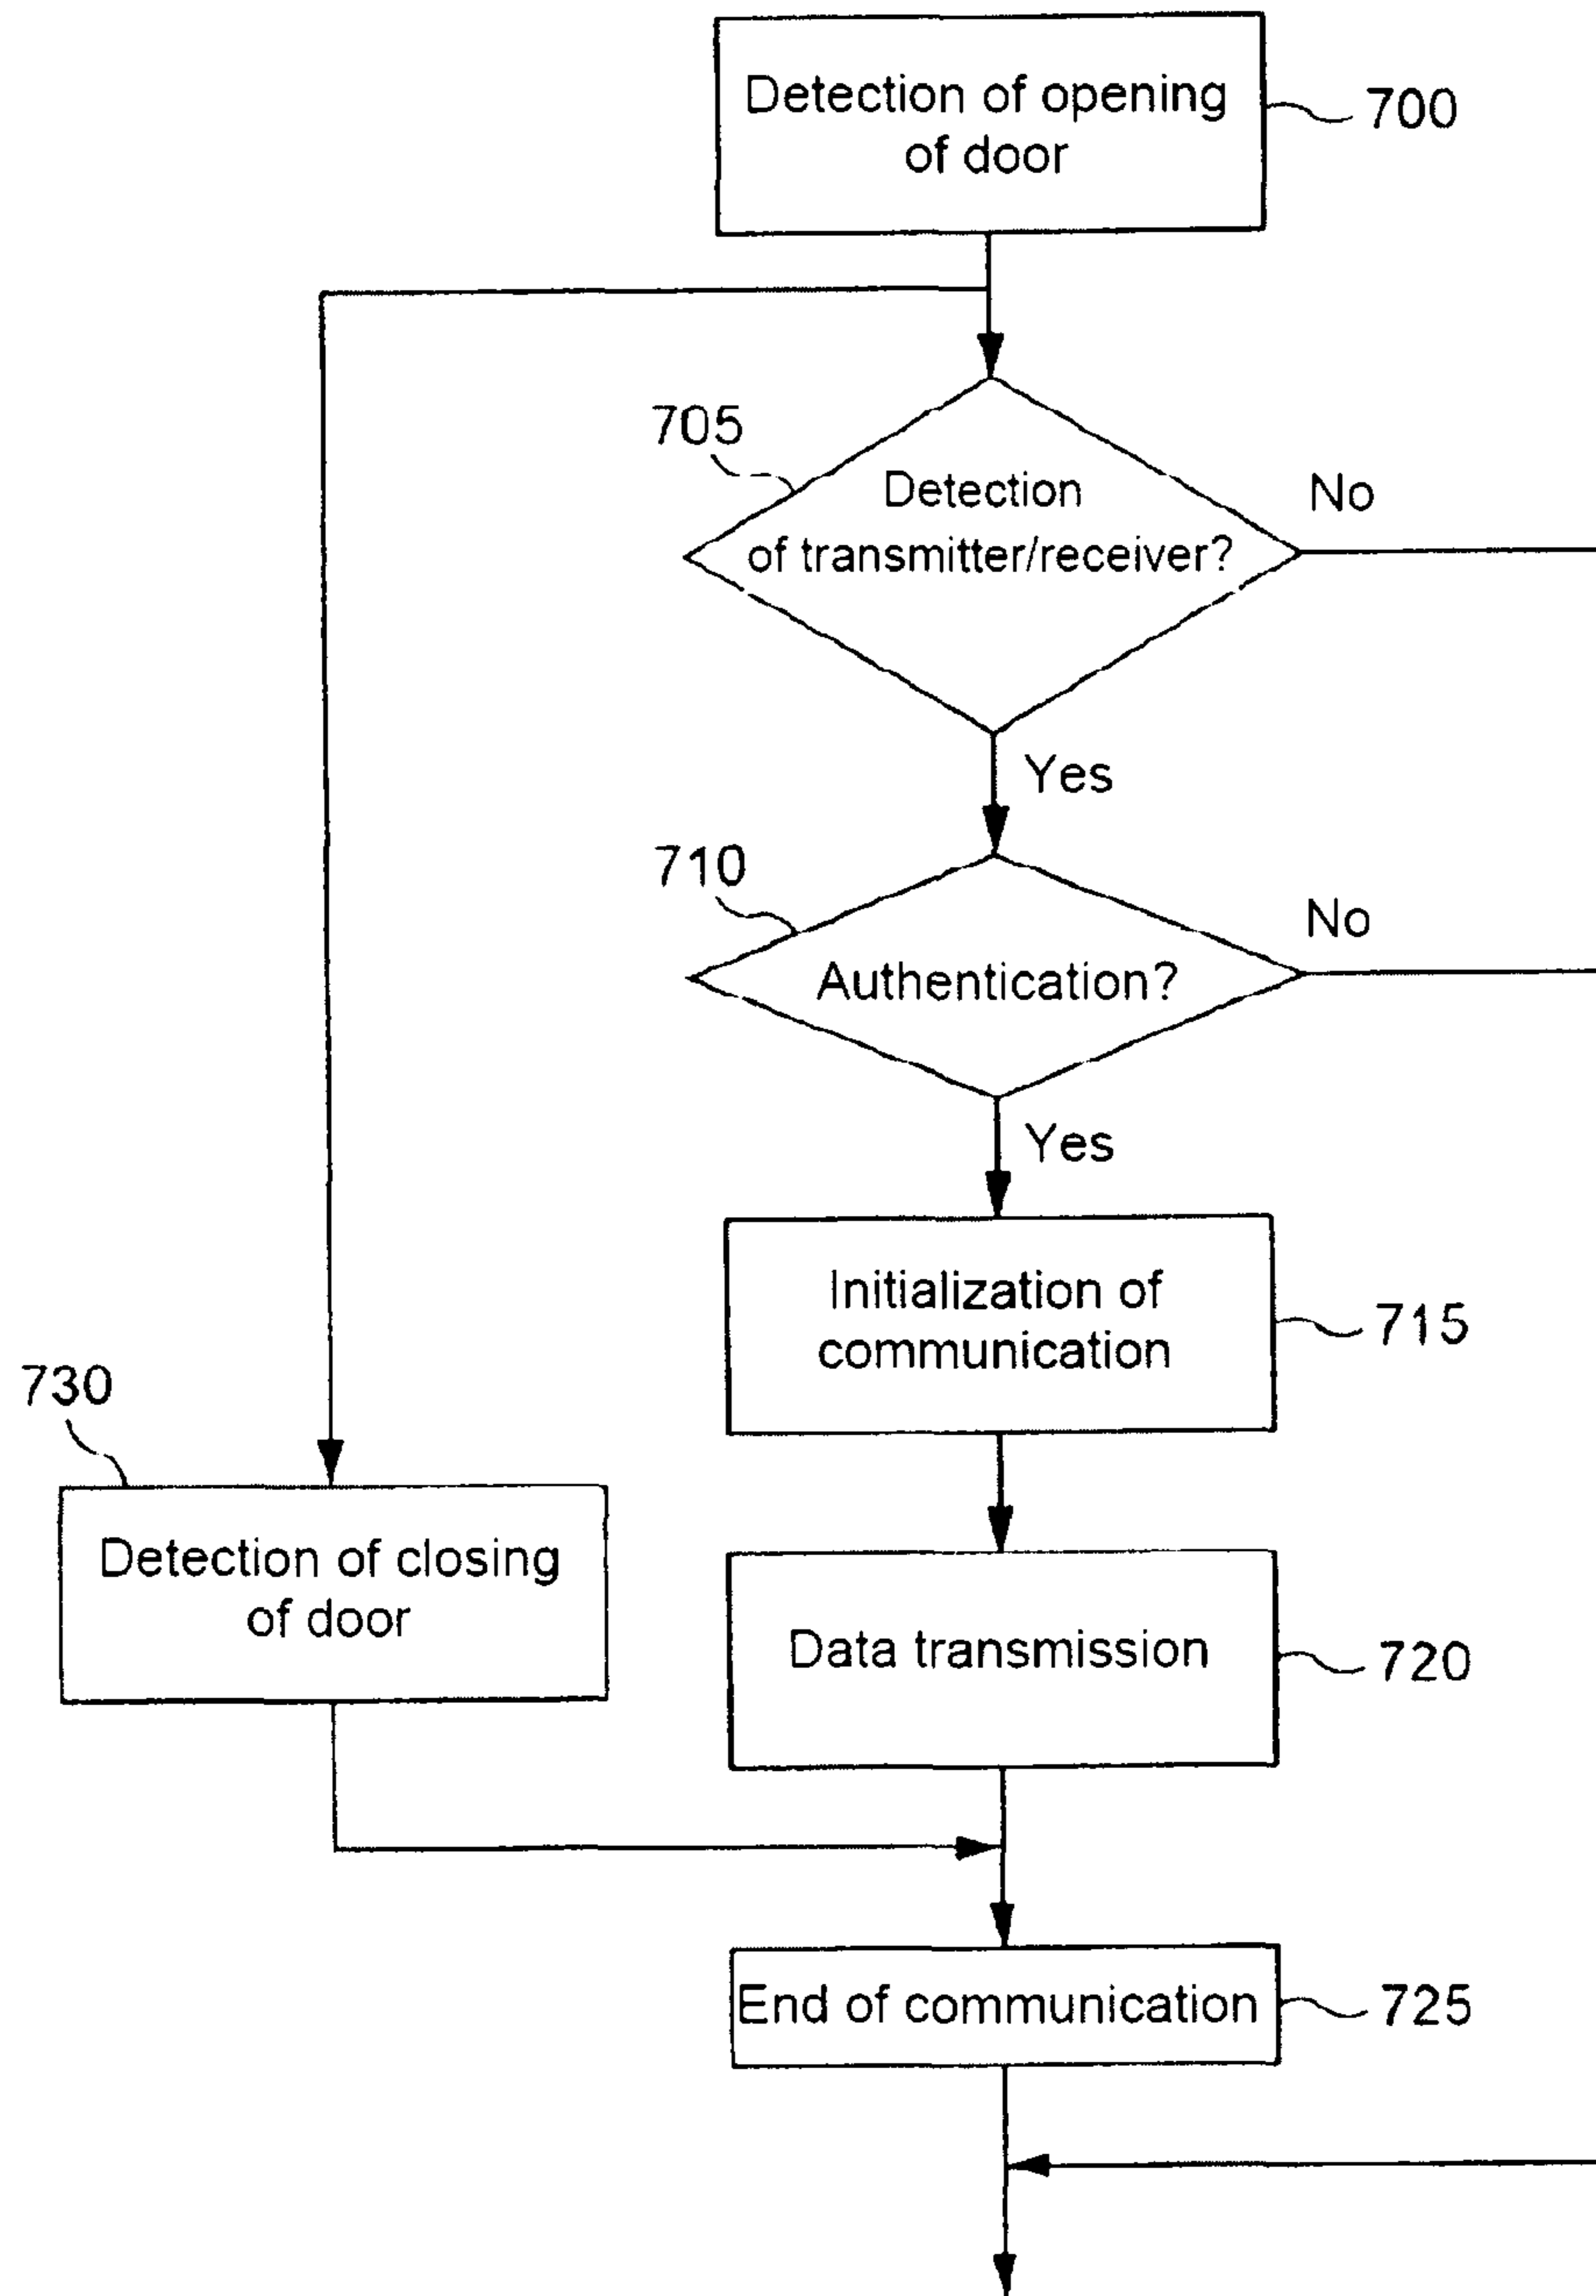 Detection of opening
of door
700
705
Detection
of transmitter/receiver?
No
Yes
710
Authentication?
No
Yes
Initialization of
communication
715
730
Detection of closing
of door
Data transmission
720
End of communication
725